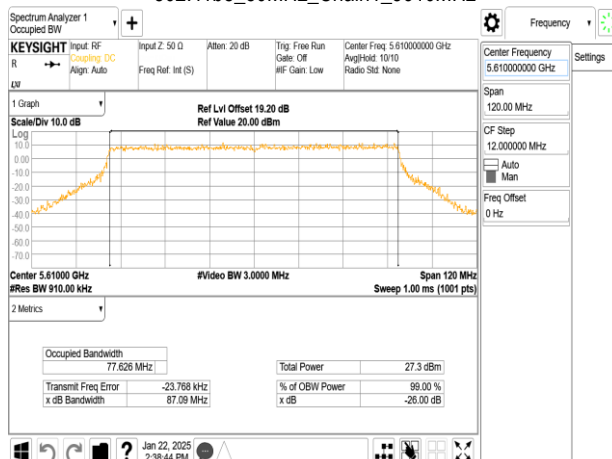 Spectrum Analyzer 1
Occupied BW
KEYSIGHT
R
Input: RF
Coupling: DC
Align: Auto
Input Z: 50 Ω
Freq Ref: Int (S)
Atten: 20 dB
Trig: Free Run
Gate: Off
#IF Gain: Low
Center Freq: 5.610000000 GHz
Avg|Hold: 10/10
Radio Std: None
LXI
1 Graph
Ref Lvl Offset 19.20 dB
Scale/Div 10.0 dB
Ref Value 20.00 dBm
Log
10.0
0.00
-10.0
-20.0
-30.0
-40.0
-50.0
-60.0
-70.0
Center 5.61000 GHz
#Video BW 3.0000 MHz
Span 120 MHz
#Res BW 910.00 kHz
Sweep 1.00 ms (1001 pts)
2 Metrics
Occupied Bandwidth
77.626 MHz
Total Power 27.3 dBm
Transmit Freq Error -23.768 kHz
% of OBW Power 99.00 %
x dB Bandwidth 87.09 MHz
x dB -26.00 dB
Jan 22, 2025
2:38:44 PM
Frequency
Settings
Center Frequency
5.610000000 GHz
Span
120.00 MHz
CF Step
12.000000 MHz
Auto
Man
Freq Offset
0 Hz